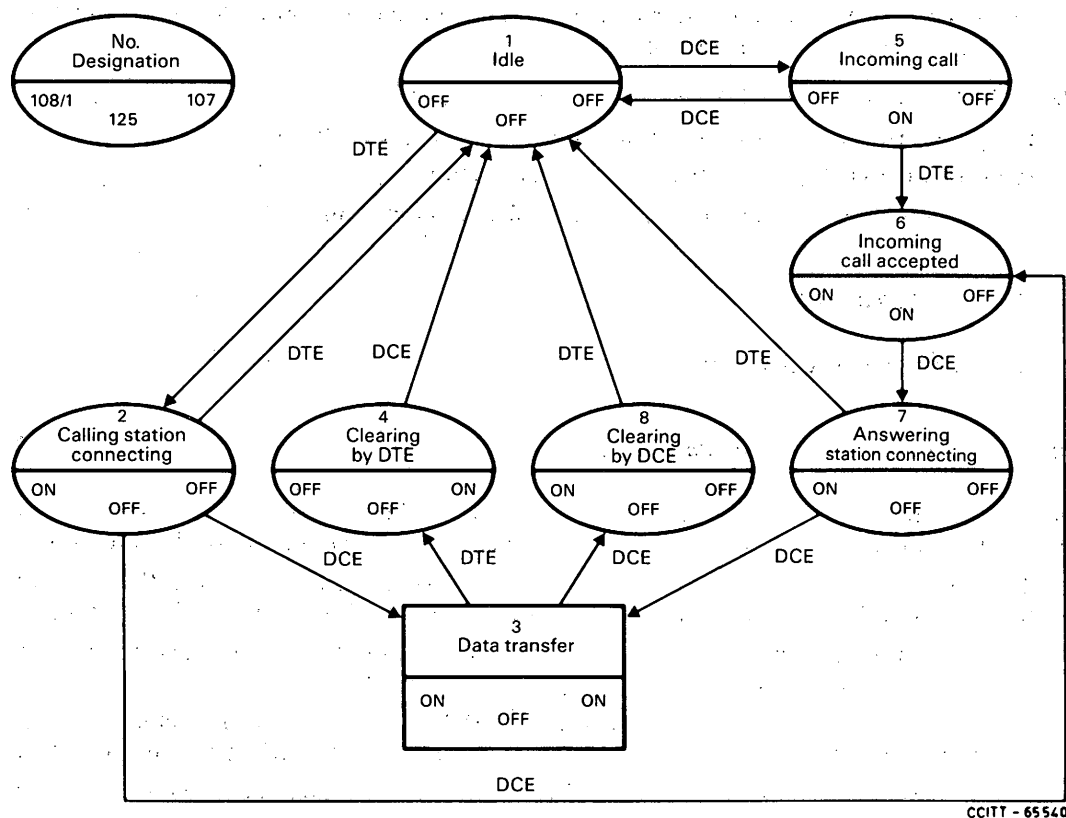 No.
Designation
108/1 107
125
1
Idle
OFF OFF
OFF
DCE
DCE
5
Incoming call
OFF OFF
ON
DTE
DTE
6
Incoming
call accepted
ON OFF
ON
DCE
DTE
DCE
DTE
DTE
2
Calling station
connecting
ON OFF
OFF.
4
Clearing
by DTE
OFF ON
OFF
8
Clearing
by DCE
ON OFF
OFF
7
Answering
station connecting
ON OFF
OFF
DCE
DTE
DCE
DCE
3
Data transfer
ON ON
OFF
DCE
CCITT - 65540